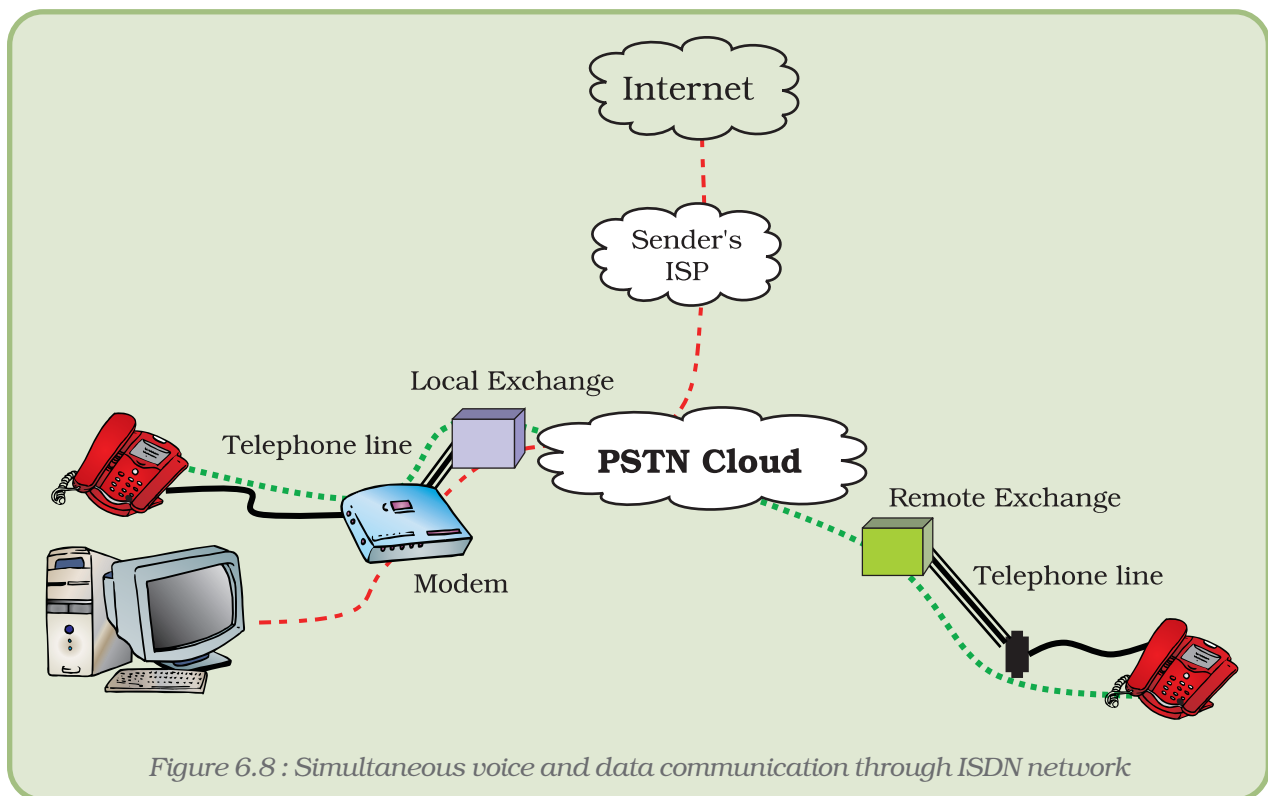 Internet
Sender's
ISP
Local Exchange
Telephone line
PSTN Cloud
Remote Exchange
Modem
Telephone line
Figure 6.8 : Simultaneous voice and data communication through ISDN network